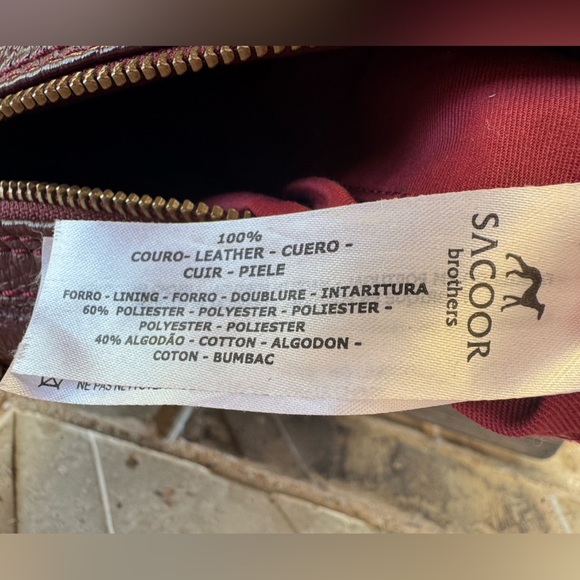 100%
COURO- LEATHER - CUERO -
CUIR - PIELE
FORRO - LINING - FORRO - DOUBLURE - INTARITURA
60% POLIESTER - POLYESTER - POLIESTER -
POLYESTER - POLIESTER
40% ALGODÃO - COTTON - ALGODON -
COTON - BUMBAC
SACOOR
brothers
NE PAS